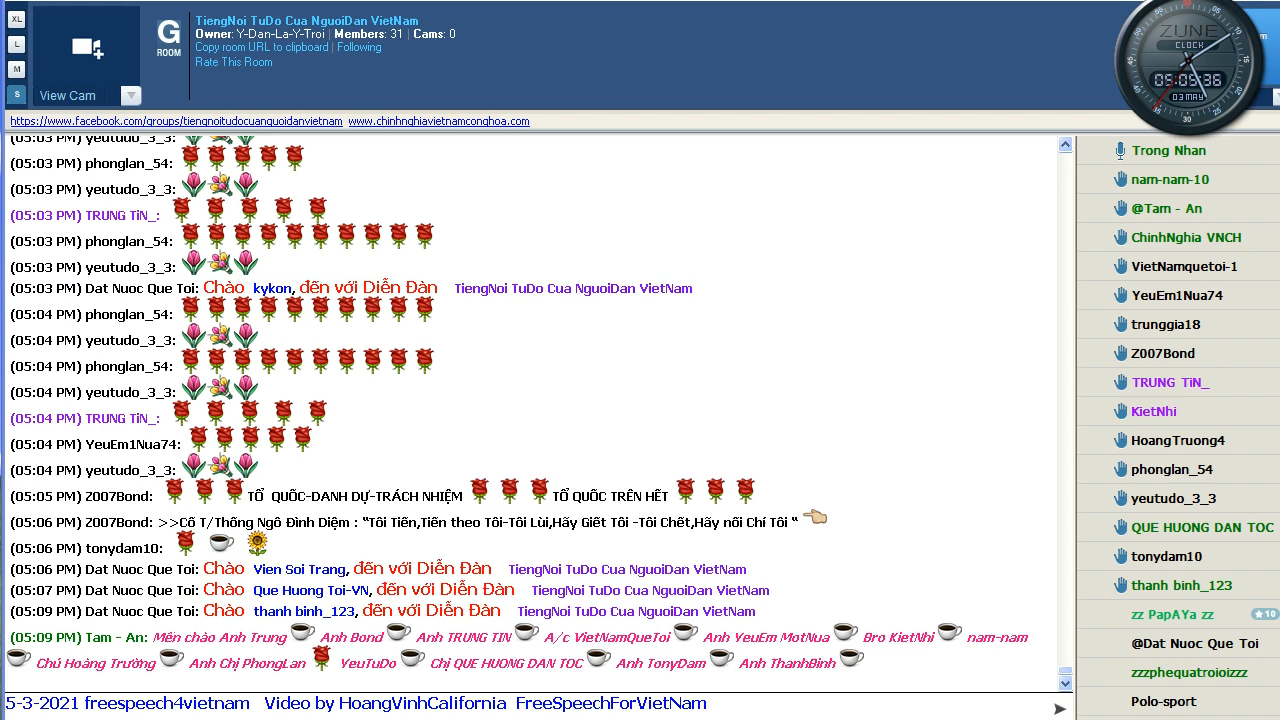 XL
L
M
S
View Cam
G
ROOM
TiengNoi TuDo Cua NguoiDan VietNam
Owner: Y-Dan-La-Y-Troi | Members: 31 | Cams: 0
Copy room URL to clipboard | Following
Rate This Room
ZUNE
CLOCK
09:05:38
03 MAY
https://www.facebook.com/groups/tiengnoitudocuanguoidanvietnam www.chinhnghiavietnamconghoa.com
(05:03 PM) yeutudo_3_3:
(05:03 PM) phonglan_54:
(05:03 PM) yeutudo_3_3:
(05:03 PM) TRUNG TiN_:
(05:03 PM) phonglan_54:
(05:03 PM) yeutudo_3_3:
(05:03 PM) Dat Nuoc Que Toi: Chào kykon, đến với Diễn Đàn TiengNoi TuDo Cua NguoiDan VietNam
(05:04 PM) phonglan_54:
(05:04 PM) yeutudo_3_3:
(05:04 PM) phonglan_54:
(05:04 PM) yeutudo_3_3:
(05:04 PM) TRUNG TiN_:
(05:04 PM) YeuEm1Nua74:
(05:04 PM) yeutudo_3_3:
(05:05 PM) Z007Bond: TỔ QUỐC-DANH DỰ-TRÁCH NHIỆM TỔ QUỐC TRÊN HẾT
(05:06 PM) Z007Bond: >>Cố T/Thống Ngô Đình Diệm : "Tôi Tiến,Tiến theo Tôi-Tôi Lùi,Hãy Giết Tôi -Tôi Chết,Hãy nối Chí Tôi "
(05:06 PM) tonydam10:
(05:06 PM) Dat Nuoc Que Toi: Chào Vien Soi Trang, đến với Diễn Đàn TiengNoi TuDo Cua NguoiDan VietNam
(05:07 PM) Dat Nuoc Que Toi: Chào Que Huong Toi-VN, đến với Diễn Đàn TiengNoi TuDo Cua NguoiDan VietNam
(05:09 PM) Dat Nuoc Que Toi: Chào thanh binh_123, đến với Diễn Đàn TiengNoi TuDo Cua NguoiDan VietNam
(05:09 PM) Tam - An: Mến chào Anh Trung Anh Bond Anh TRUNG TIN A/c VietNamQueToi Anh YeuEm MotNua Bro KietNhi nam-nam
Chú Hoàng Trường Anh Chị PhongLan YeuTuDo Chị QUE HUONG DAN TOC Anh TonyDam Anh ThanhBinh
5-3-2021 freespeech4vietnam Video by HoangVinhCalifornia FreeSpeechForVietNam
Trong Nhan
nam-nam-10
@Tam - An
ChinhNghia VNCH
VietNamquetoi-1
YeuEm1Nua74
trunggia18
Z007Bond
TRUNG TiN_
KietNhi
HoangTruong4
phonglan_54
yeutudo_3_3
QUE HUONG DAN TOC
tonydam10
thanh binh_123
zz PapAYa zz ★10
@Dat Nuoc Que Toi
zzzphequatroioizzz
Polo-sport